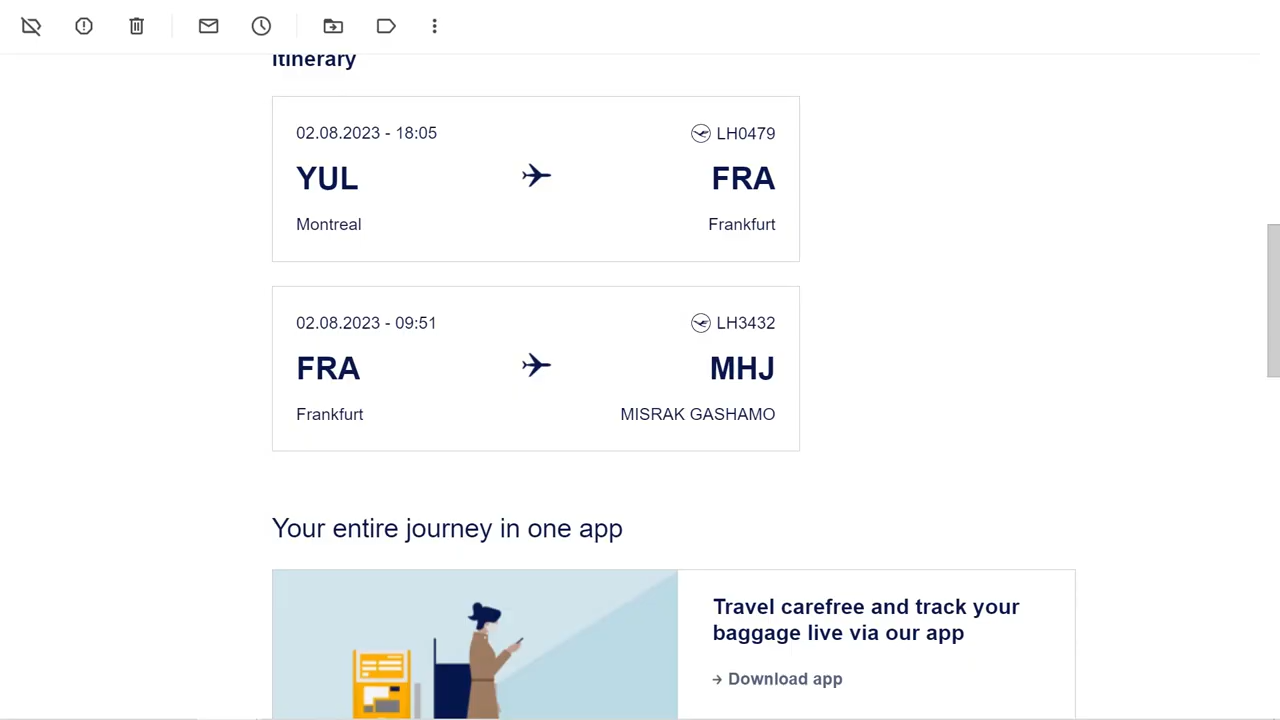 Itinerary
02.08.2023 - 18:05
LH0479
YUL
FRA
Montreal
Frankfurt
02.08.2023 - 09:51
LH3432
FRA
MHJ
Frankfurt
MISRAK GASHAMO
Your entire journey in one app
Travel carefree and track your
baggage live via our app
→ Download app